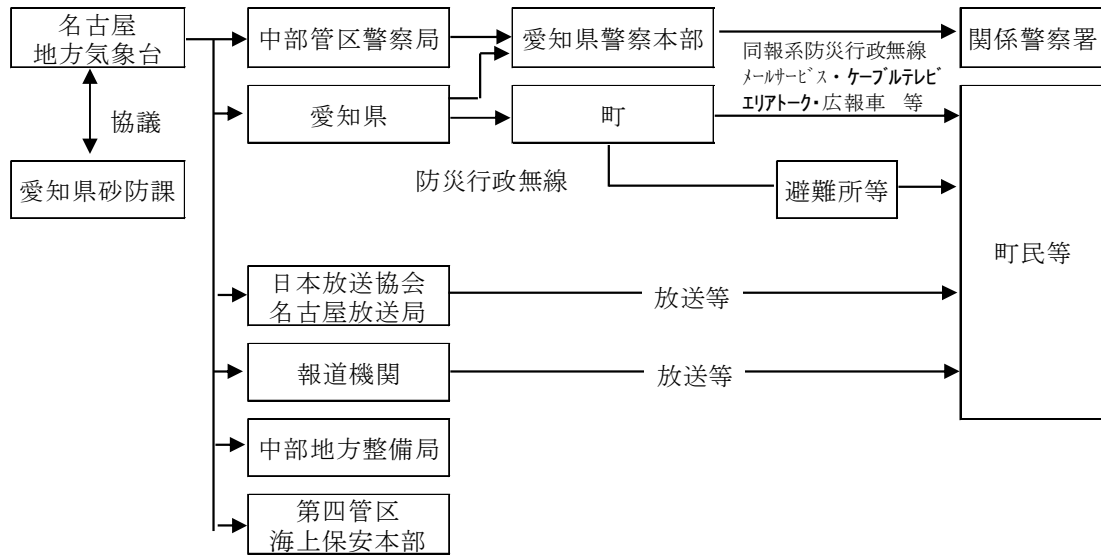 名古屋
地方気象台
中部管区警察局
愛知県警察本部
関係警察署
同報系防災行政無線
メールサービス・ケーブルテレビ
エリアトーク・広報車 等
協議
愛知県
町
愛知県砂防課
防災行政無線
避難所等
町民等
日本放送協会
名古屋放送局
放送等
報道機関
放送等
中部地方整備局
第四管区
海上保安本部